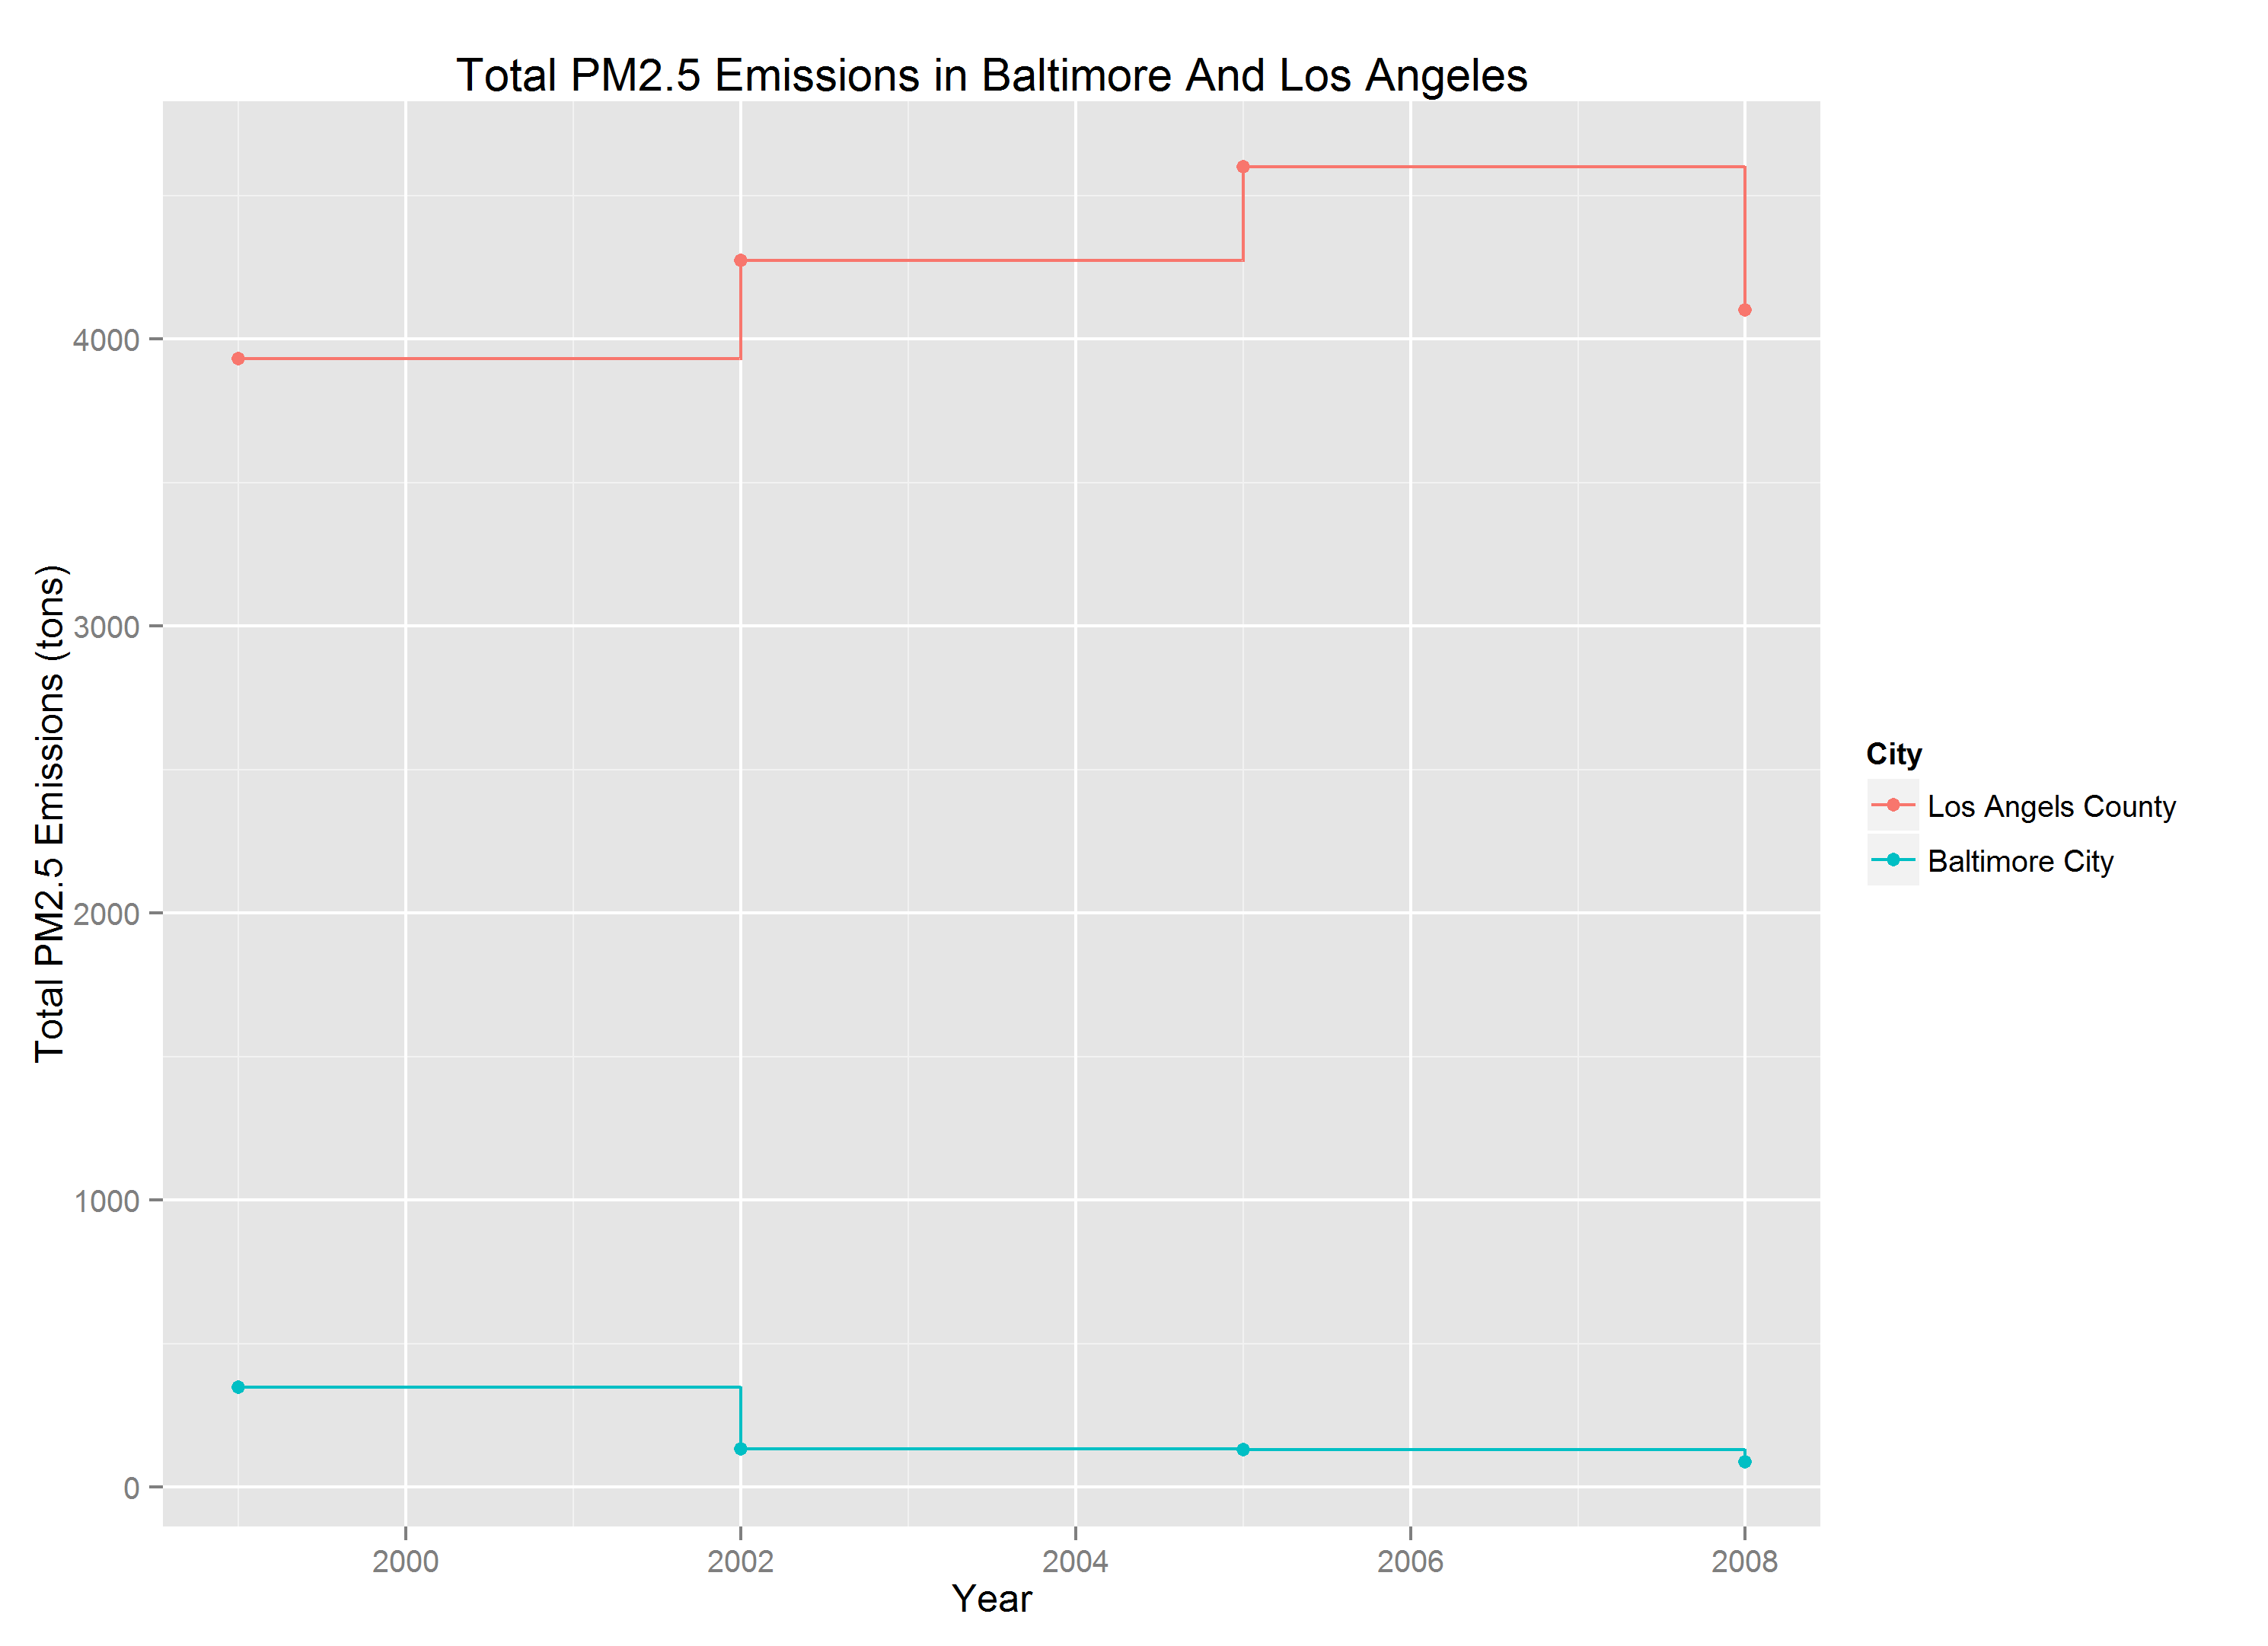 Total PM2.5 Emissions in Baltimore And Los Angeles
Total PM2.5 Emissions (tons)
4000
3000
2000
1000
0
2000
2002
2004
2006
2008
Year
City
Los Angels County
Baltimore City